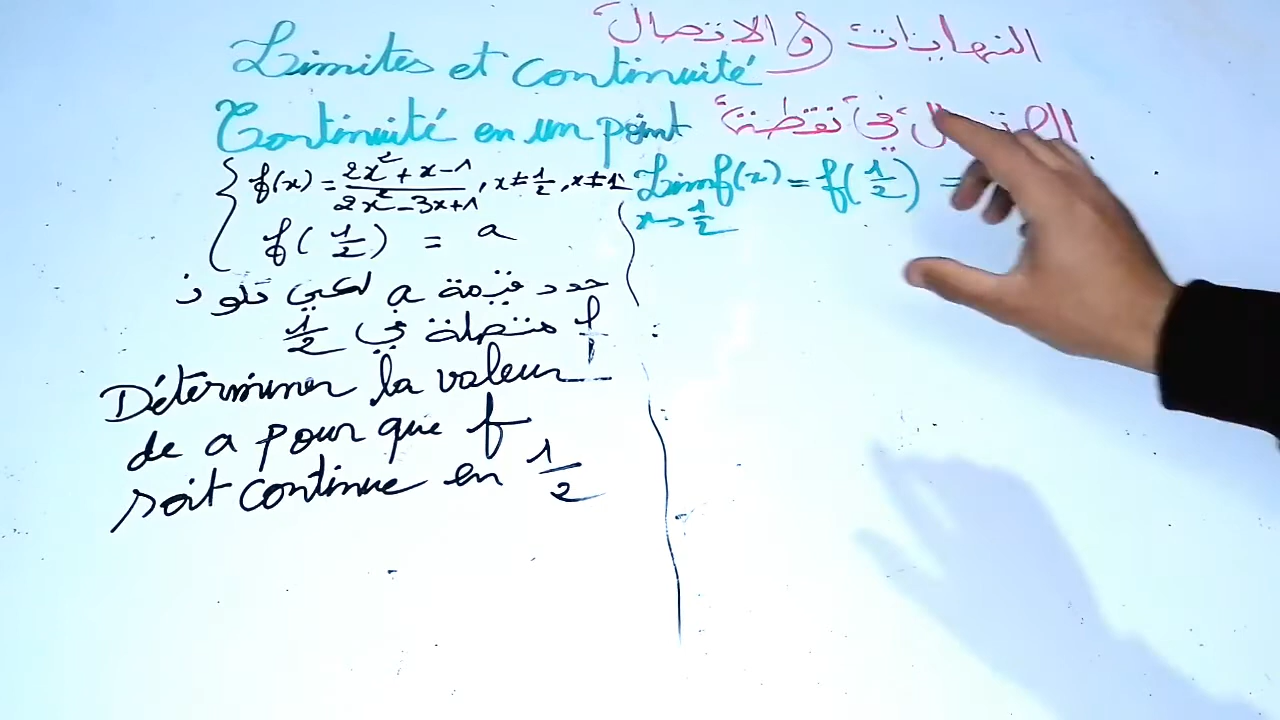 النهايات و الاتصال
Limites et continuité
Continuité en un point في نقطة
f(x) = (2x² + x - 1)/(2x² - 3x + 1), x ≠ 1/2, x ≠ 1
f(1/2) = a
حدد قيمة a لكي تكون
f متصلة في 1/2
Déterminer la valeur
de a pour que f
soit continue en 1/2
Lim f(x) = f(1/2) =
x→1/2